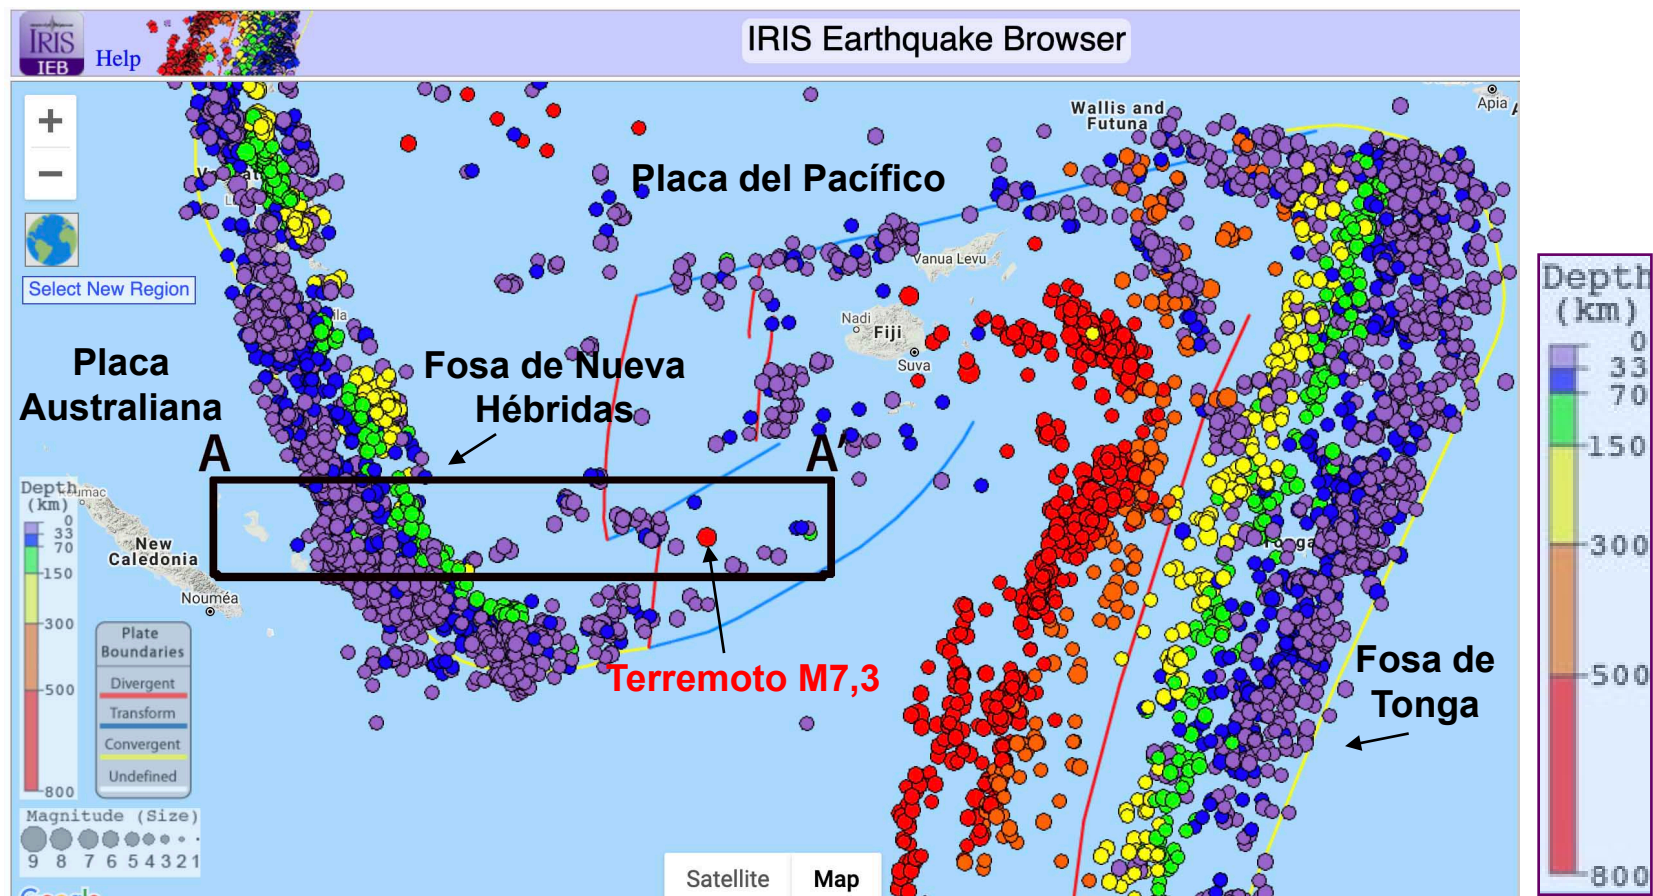 IRIS
IEB
Help
IRIS Earthquake Browser
+
−
Select New Region
Wallis and
Futuna
Apia
Placa del Pacífico
Vanua Levu
Nadi
Fiji
Suva
Placa
Australiana
Fosa de Nueva
Hébridas
A
A'
New
Caledonia
Nouméa
Tonga
Terremoto M7,3
Fosa de
Tonga
Depth
(km)
0
33
70
150
300
500
800
Plate
Boundaries
Divergent
Transform
Convergent
Undefined
Magnitude (Size)
9 8 7 6 5 4 3 2 1
Satellite
Map
Depth
(km)
0
33
70
150
300
500
800